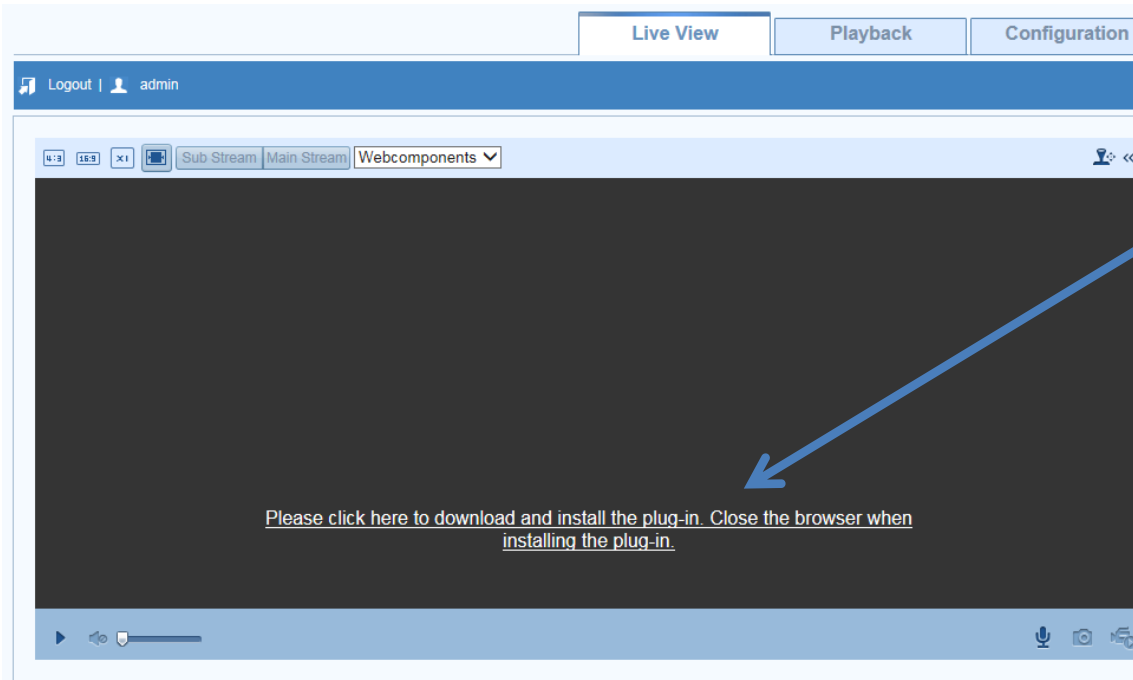 Live View
Playback
Configuration
Logout | admin
4:3 16:9 X1 Sub Stream Main Stream Webcomponents
Please click here to download and install the plug-in. Close the browser when
installing the plug-in.